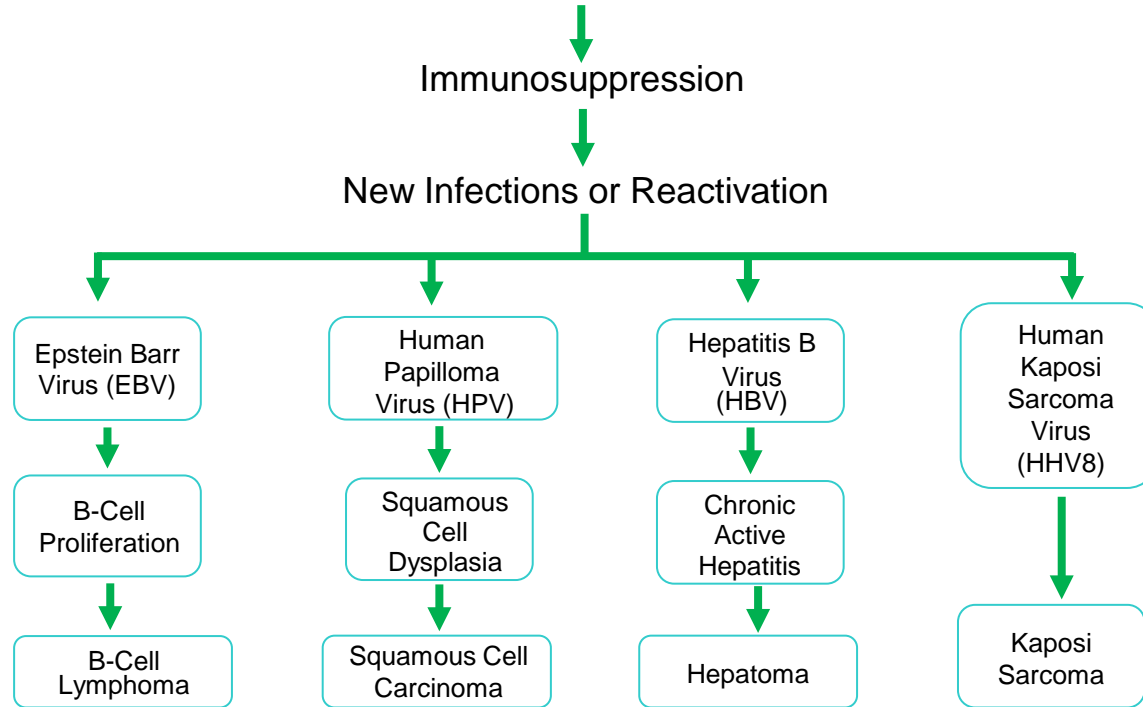 Immunosuppression
New Infections or Reactivation
Epstein Barr
Virus (EBV)
Human
Papilloma
Virus (HPV)
Hepatitis B
Virus
(HBV)
Human
Kaposi
Sarcoma
Virus
(HHV8)
B-Cell
Proliferation
Squamous
Cell
Dysplasia
Chronic
Active
Hepatitis
B-Cell
Lymphoma
Squamous Cell
Carcinoma
Hepatoma
Kaposi
Sarcoma